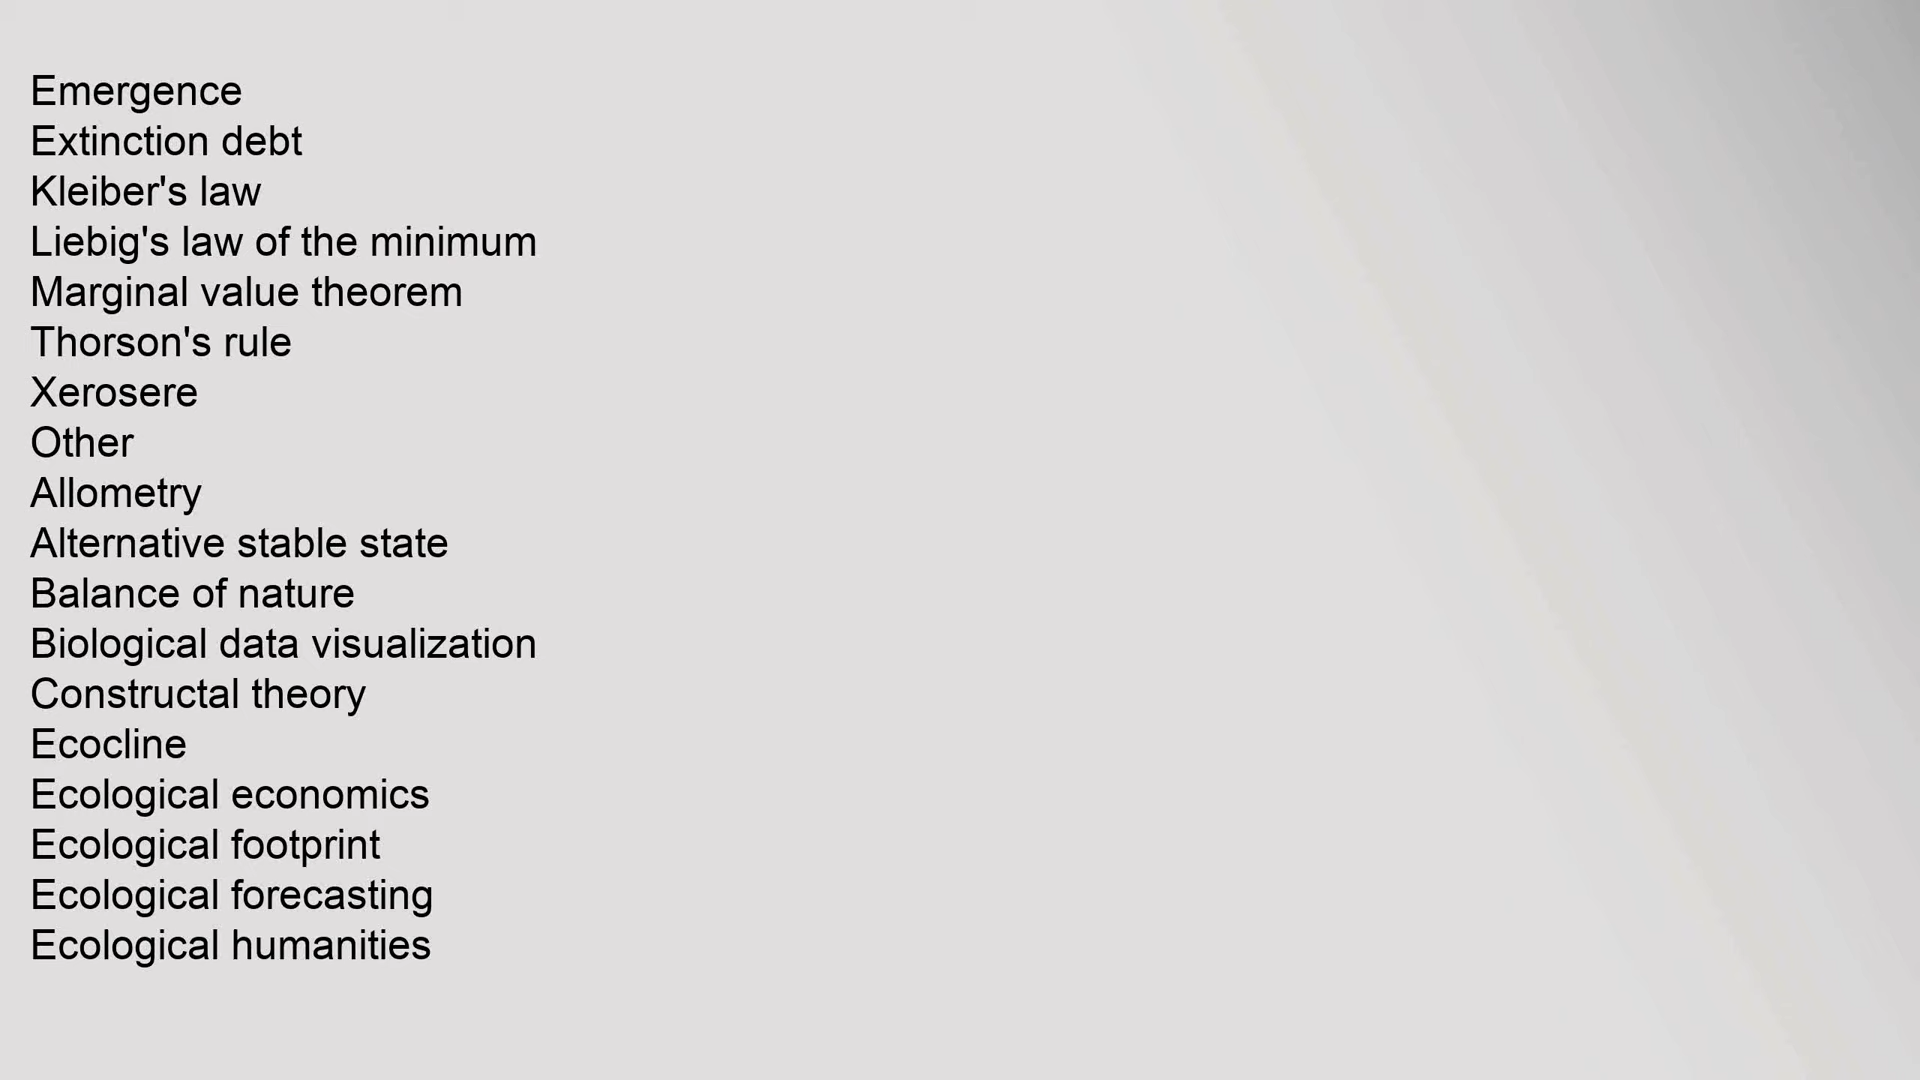 Emergence
Extinction debt
Kleiber's law
Liebig's law of the minimum
Marginal value theorem
Thorson's rule
Xerosere
Other
Allometry
Alternative stable state
Balance of nature
Biological data visualization
Constructal theory
Ecocline
Ecological economics
Ecological footprint
Ecological forecasting
Ecological humanities